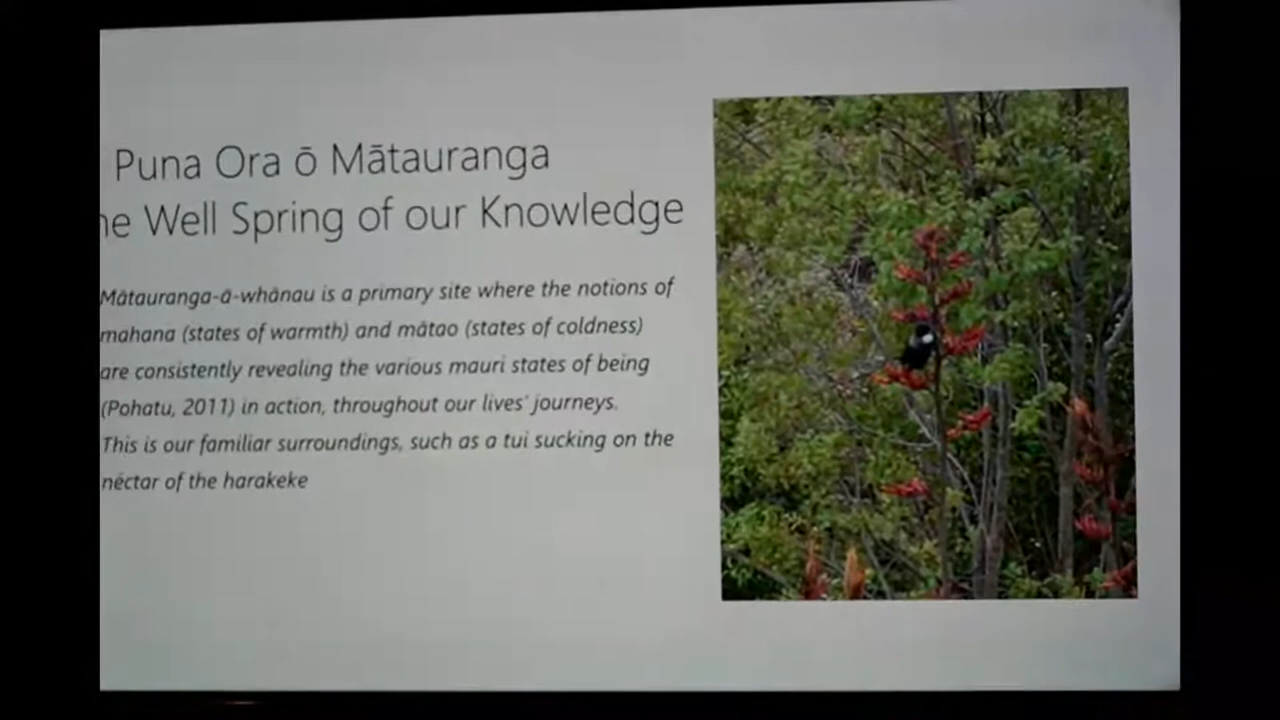 Puna Ora ō Mātauranga
he Well Spring of our Knowledge
Mātauranga-ā-whānau is a primary site where the notions of
mahana (states of warmth) and mātao (states of coldness)
are consistently revealing the various mauri states of being
(Pohatu, 2011) in action, throughout our lives' journeys.
This is our familiar surroundings, such as a tui sucking on the
nectar of the harakeke